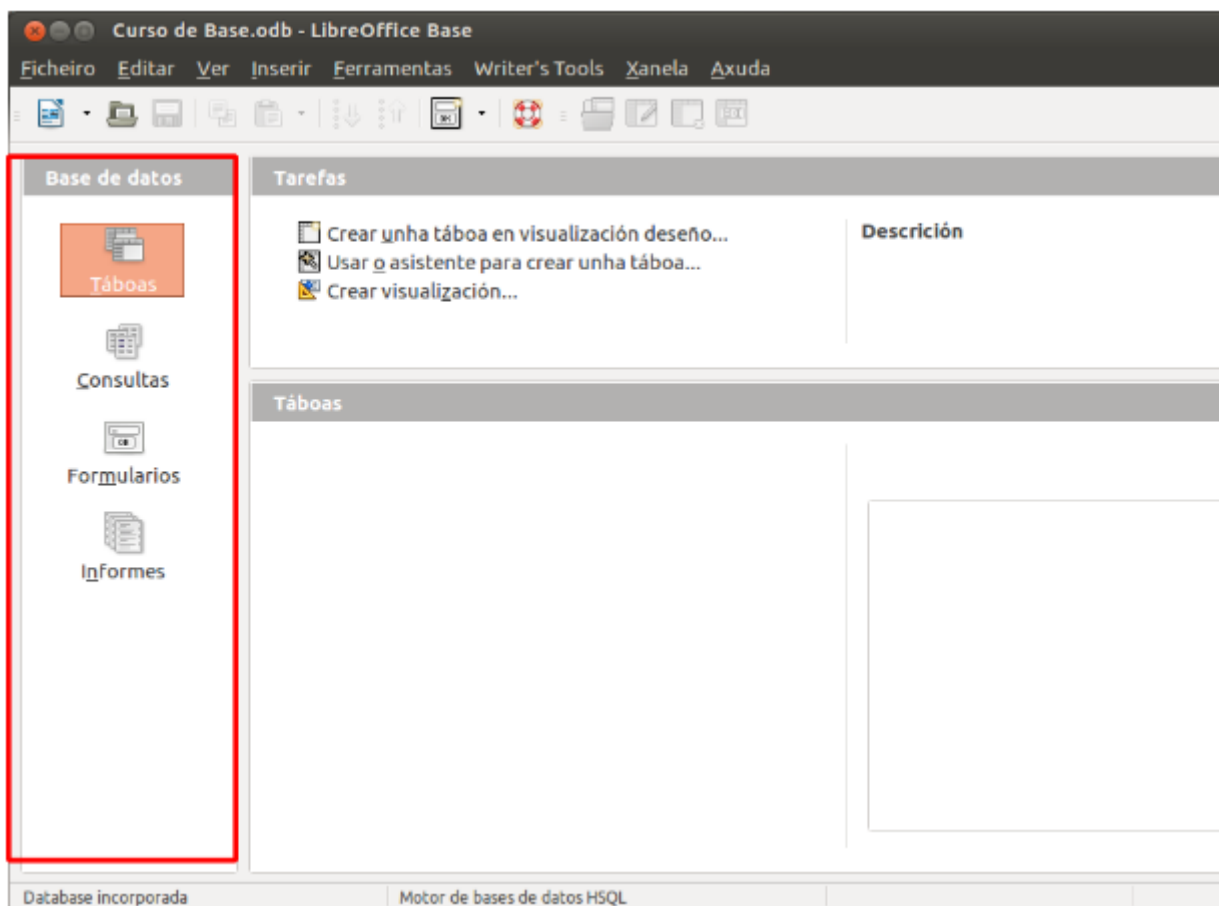 Curso de Base.odb - LibreOffice Base
Ficheiro Editar Ver Inserir Ferramentas Writer's Tools Xanela Axuda
Base de datos
Táboas
Consultas
Formularios
Informes
Tarefas
Crear unha táboa en visualización deseño...
Usar o asistente para crear unha táboa...
Crear visualización...
Descrición
Táboas
Database incorporada
Motor de bases de datos HSQL